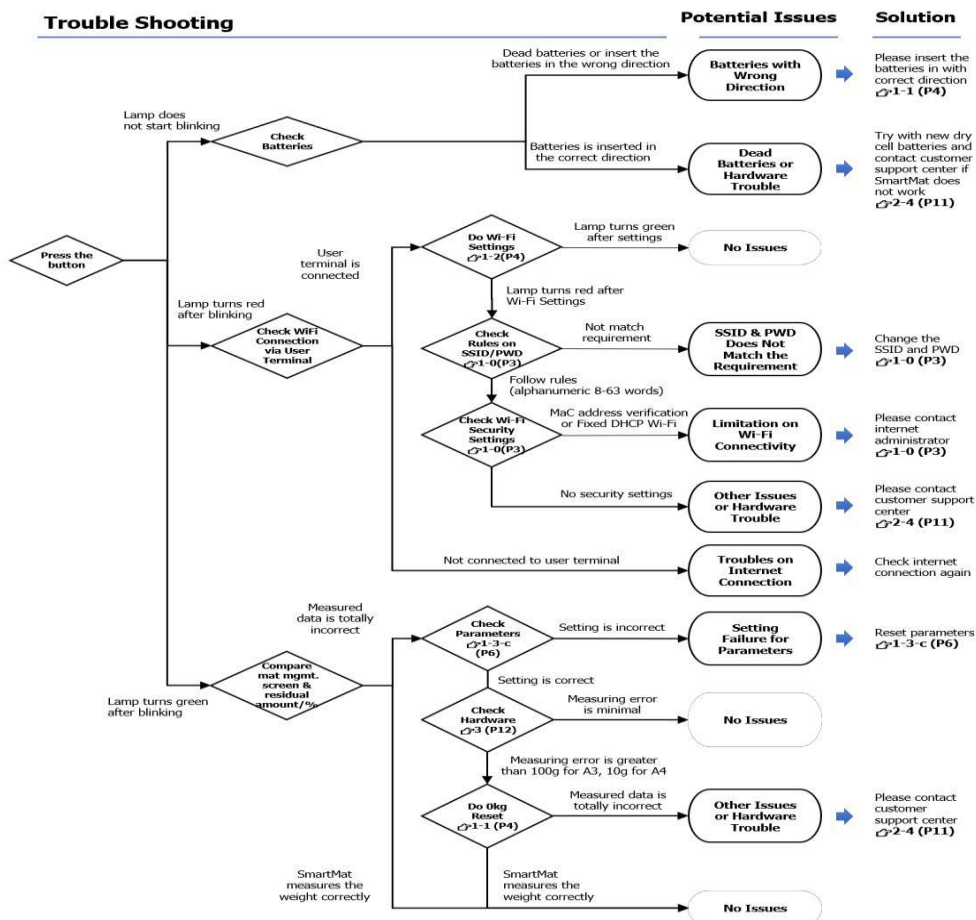 Trouble Shooting
Potential Issues
Solution
Press the
button
Lamp does
not start blinking
Check
Batteries
Dead batteries or insert the
batteries in the wrong direction
Batteries with
Wrong
Direction
Please insert the
batteries in with
correct direction
1-1 (P4)
Batteries is inserted in
the correct direction
Dead
Batteries or
Hardware
Trouble
Try with new dry
cell batteries and
contact customer
support center if
SmartMat does
not work
2-4 (P11)
Lamp turns red
after blinking
Check WiFi
Connection
via User
Terminal
User
terminal is
connected
Do Wi-Fi
Settings
1-2(P4)
Lamp turns green
after settings
No Issues
Lamp turns red after
Wi-Fi Settings
Check
Rules on
SSID/PWD
1-0(P3)
Not match
requirement
SSID & PWD
Does Not
Match the
Requirement
Change the
SSID and PWD
1-0 (P3)
Follow rules
(alphanumeric 8-63 words)
Check Wi-Fi
Security
Settings
1-0(P3)
MaC address verification
or Fixed DHCP Wi-Fi
Limitation on
Wi-Fi
Connectivity
Please contact
internet
administrator
1-0 (P3)
No security settings
Other Issues
or Hardware
Trouble
Please contact
customer support
center
2-4 (P11)
Not connected to user terminal
Troubles on
Internet
Connection
Check internet
connection again
Lamp turns green
after blinking
Compare
mat mgmt.
screen &
residual
amount/%
Measured
data is totally
incorrect
Check
Parameters
1-3-c
(P6)
Setting is incorrect
Setting
Failure for
Parameters
Reset parameters
1-3-c (P6)
Setting is correct
Check
Hardware
3 (P12)
Measuring error
is minimal
No Issues
Measuring error is greater
than 100g for A3, 10g for A4
Do 0kg
Reset
1-1 (P4)
Measured data is
totally incorrect
Other Issues
or Hardware
Trouble
Please contact
customer
support center
2-4 (P11)
SmartMat
measures the
weight correctly
SmartMat
measures the
weight correctly
No Issues